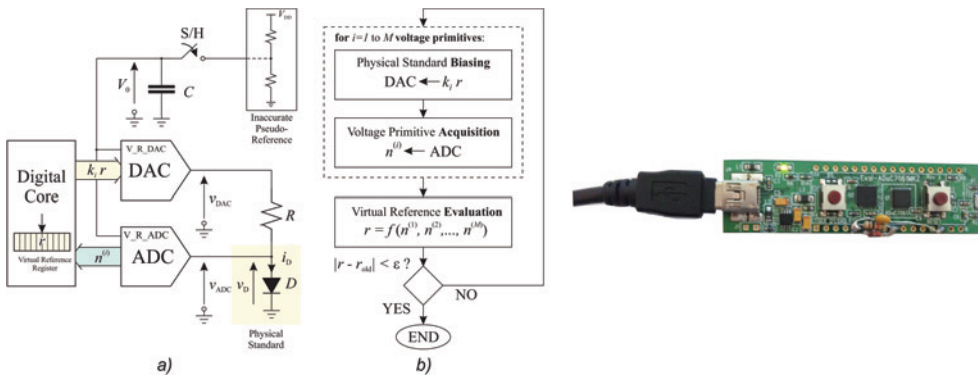 V_DD
S/H
V_0
C
Inaccurate
Pseudo-
Reference
V_R_DAC
DAC
k_i r
Digital
Core
r
Virtual Reference
Register
n^(i)
V_R_ADC
ADC
v_DAC
R
i_D
v_ADC
v_D
D
Physical
Standard
a)
for i=1 to M voltage primitives:
Physical Standard Biasing
DAC ← k_i r
Voltage Primitive Acquisition
n^(i) ← ADC
Virtual Reference Evaluation
r = f(n^(1), n^(2),..., n^(M))
|r - r_old| < ε ?
NO
YES
END
b)